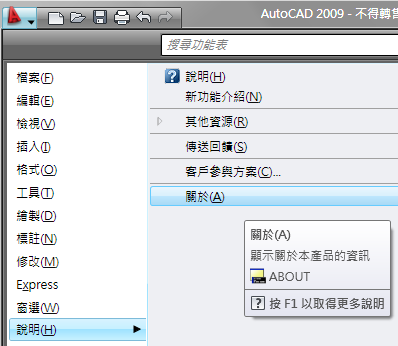 AutoCAD 2009 - 不得轉售
搜尋功能表
檔案(F)
編輯(E)
檢視(V)
插入(I)
格式(O)
工具(T)
繪製(D)
標註(N)
修改(M)
Express
窗選(W)
說明(H)
說明(H)
新功能介紹(N)
其他資源(R)
傳送回饋(S)
客戶參與方案(C)...
關於(A)
關於(A)
顯示關於本產品的資訊
ABOUT
按 F1 以取得更多說明